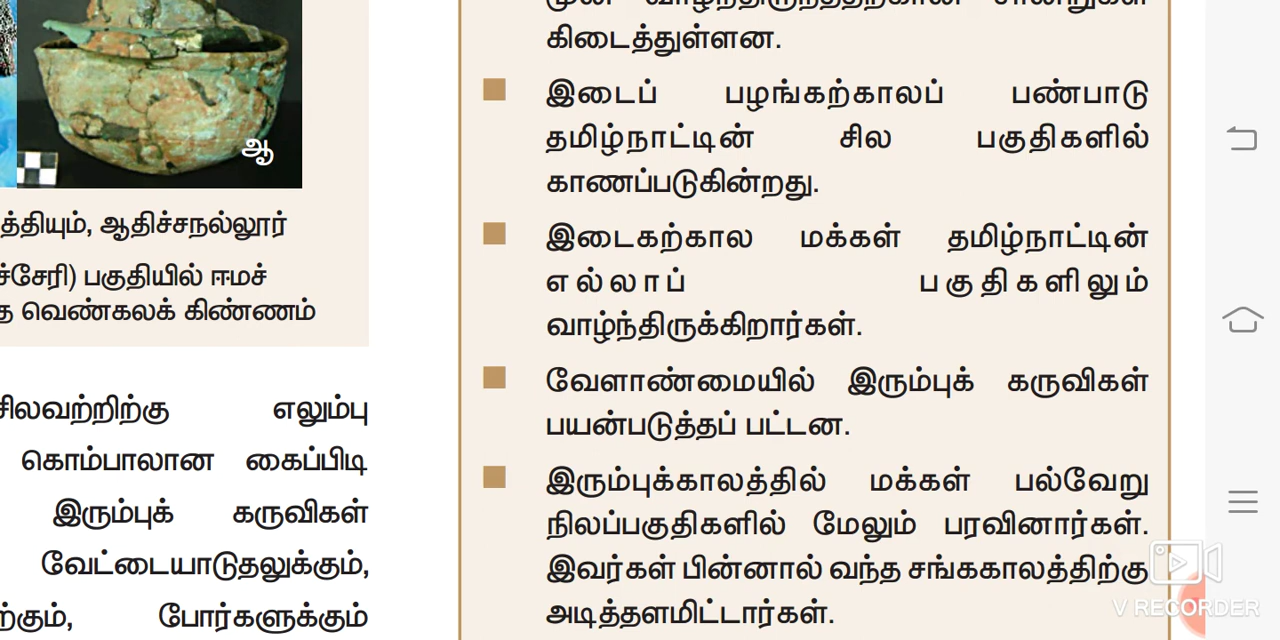 ஆ
த்தியும், ஆதிச்சநல்லூர்
ச்சேரி) பகுதியில் ஈமச்
வெண்கலக் கிண்ணம்
சிலவற்றிற்கு எலும்பு
கொம்பாலான கைப்பிடி
இரும்புக் கருவிகள்
வேட்டையாடுதலுக்கும்,
ற்கும், போர்களுக்கும்
கிடைத்துள்ளன.
இடைப் பழங்கற்காலப் பண்பாடு
தமிழ்நாட்டின் சில பகுதிகளில்
காணப்படுகின்றது.
இடைகற்கால மக்கள் தமிழ்நாட்டின்
எல்லாப் பகுதிகளிலும்
வாழ்ந்திருக்கிறார்கள்.
வேளாண்மையில் இரும்புக் கருவிகள்
பயன்படுத்தப் பட்டன.
இரும்புக்காலத்தில் மக்கள் பல்வேறு
நிலப்பகுதிகளில் மேலும் பரவினார்கள்.
இவர்கள் பின்னால் வந்த சங்ககாலத்திற்கு
அடித்தளமிட்டார்கள்.
V RECORDER